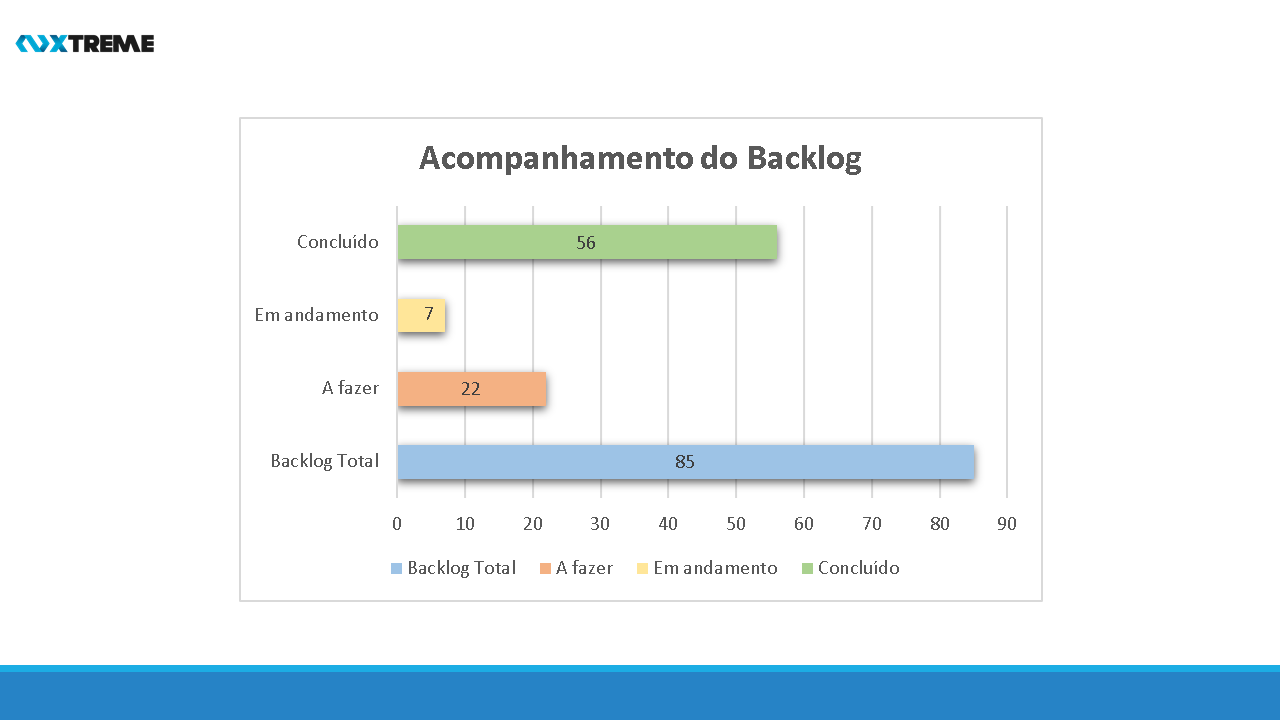 XTREME
Acompanhamento do Backlog
Concluído 56
Em andamento 7
A fazer 22
Backlog Total 85
0 10 20 30 40 50 60 70 80 90
Backlog Total A fazer Em andamento Concluído